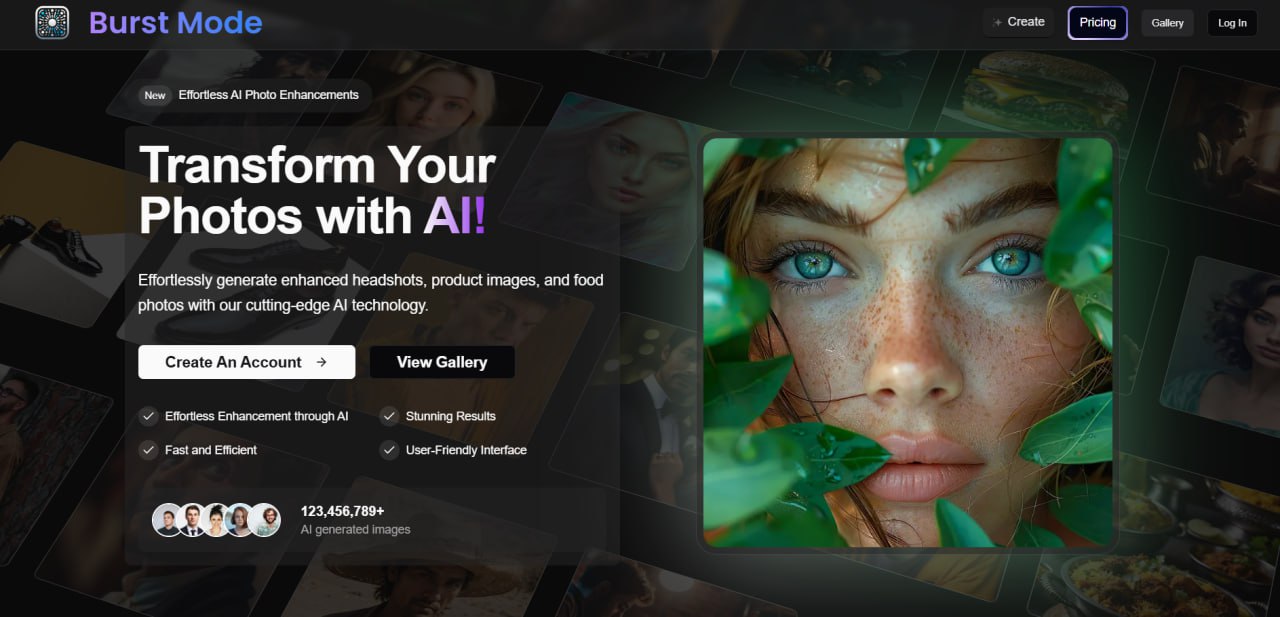 Burst Mode
Create
Pricing
Gallery
Log In
New Effortless AI Photo Enhancements
Transform Your
Photos with AI!
Effortlessly generate enhanced headshots, product images, and food
photos with our cutting-edge AI technology.
Create An Account →
View Gallery
Effortless Enhancement through AI
Stunning Results
Fast and Efficient
User-Friendly Interface
123,456,789+
AI generated images